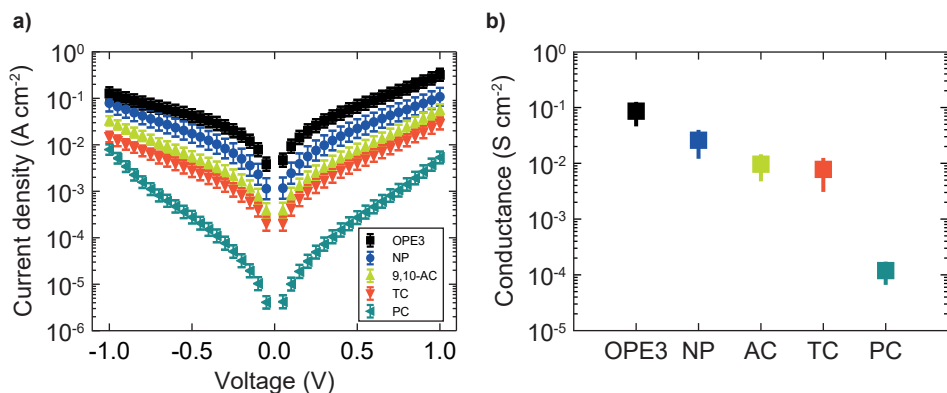 a)
Current density (A cm⁻²)
10⁰
10⁻¹
10⁻²
10⁻³
10⁻⁴
10⁻⁵
10⁻⁶
OPE3
NP
9,10-AC
TC
PC
-1.0 -0.5 0.0 0.5 1.0
Voltage (V)
b)
Conductance (S cm⁻²)
10⁰
10⁻¹
10⁻²
10⁻³
10⁻⁴
10⁻⁵
OPE3 NP AC TC PC